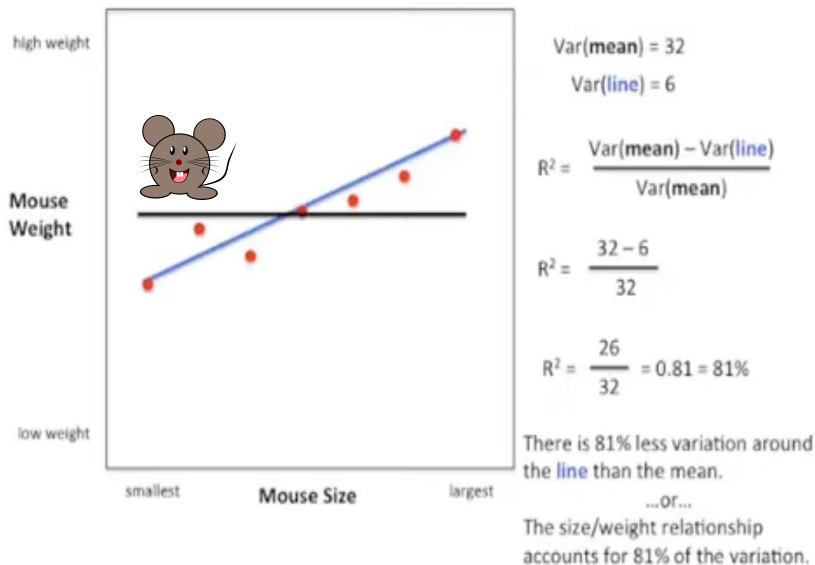 high weight
Mouse
Weight
low weight
smallest
Mouse Size
largest
Var(mean) = 32
Var(line) = 6
R² = Var(mean) – Var(line)
Var(mean)
R² = 32 – 6
32
R² = 26
32 = 0.81 = 81%
There is 81% less variation around
the line than the mean.
...or...
The size/weight relationship
accounts for 81% of the variation.